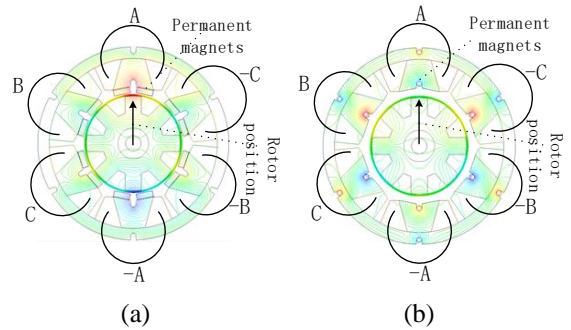 A
Permanent
magnets
B
-C
Rotor
position
C
-B
-A
(a)
A
Permanent
magnets
B
-C
Rotor
position
C
-B
-A
(b)